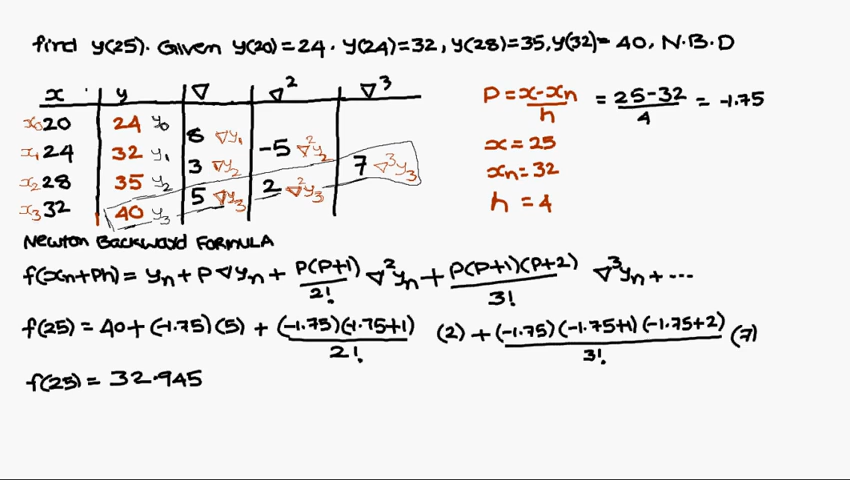 find y(25). Given y(20)=24. y(24)=32, y(28)=35, y(32)=40, N.B.D
x y ∇ ∇² ∇³
x₀ 20 24 y₀
8 ∇y₁
x₁ 24 32 y₁ -5 ∇²y₂
3 ∇y₂ 7 ∇³y₃
x₂ 28 35 y₂ 2 ∇²y₃
5 ∇y₃
x₃ 32 40 y₃
P = x-xn/h = 25-32/4 = -1.75
x = 25
xn = 32
h = 4
NEWTON BACKWARD FORMULA
f(xn+Ph) = yn + P∇yn + P(P+1)/2! ∇²yn + P(P+1)(P+2)/3! ∇³yn + ...
f(25) = 40+(-1.75)(5) + (-1.75)(-1.75+1)/2! (2) + (-1.75)(-1.75+1)(-1.75+2)/3! (7)
f(25) = 32.945